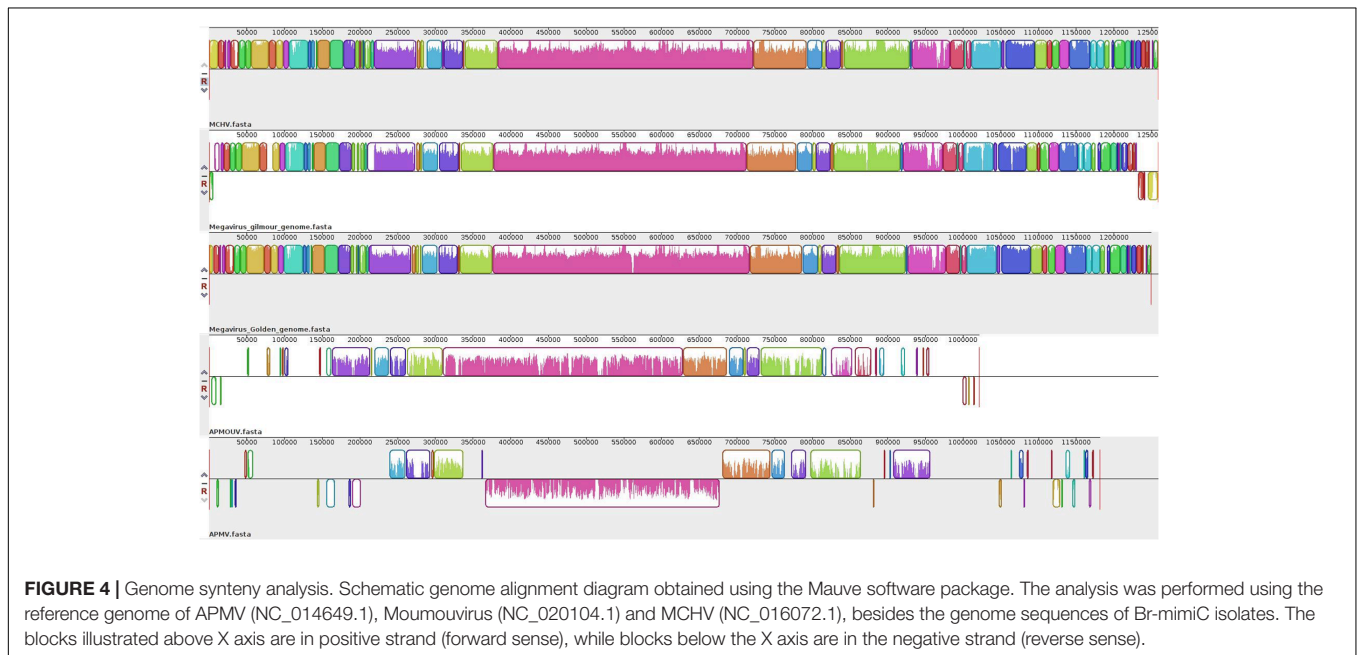 50000 100000 150000 200000 250000 300000 350000 400000 450000 500000 550000 600000 650000 700000 750000 800000 850000 900000 950000 1000000 1050000 1100000 1150000 1200000 12500
R
MCHV.fasta
50000 100000 150000 200000 250000 300000 350000 400000 450000 500000 550000 600000 650000 700000 750000 800000 850000 900000 950000 1000000 1050000 1100000 1150000 1200000 12500
R
Megavirus_gilmour_genome.fasta
50000 100000 150000 200000 250000 300000 350000 400000 450000 500000 550000 600000 650000 700000 750000 800000 850000 900000 950000 1000000 1050000 1100000 1150000 1200000
R
Megavirus_Golden_genome.fasta
50000 100000 150000 200000 250000 300000 350000 400000 450000 500000 550000 600000 650000 700000 750000 800000 850000 900000 950000 1000000
R
APMOUV.fasta
50000 100000 150000 200000 250000 300000 350000 400000 450000 500000 550000 600000 650000 700000 750000 800000 850000 900000 950000 1000000 1050000 1100000 1150000
R
APMV.fasta
FIGURE 4 | Genome synteny analysis. Schematic genome alignment diagram obtained using the Mauve software package. The analysis was performed using the
reference genome of APMV (NC_014649.1), Moumouvirus (NC_020104.1) and MCHV (NC_016072.1), besides the genome sequences of Br-mimiC isolates. The
blocks illustrated above X axis are in positive strand (forward sense), while blocks below the X axis are in the negative strand (reverse sense).